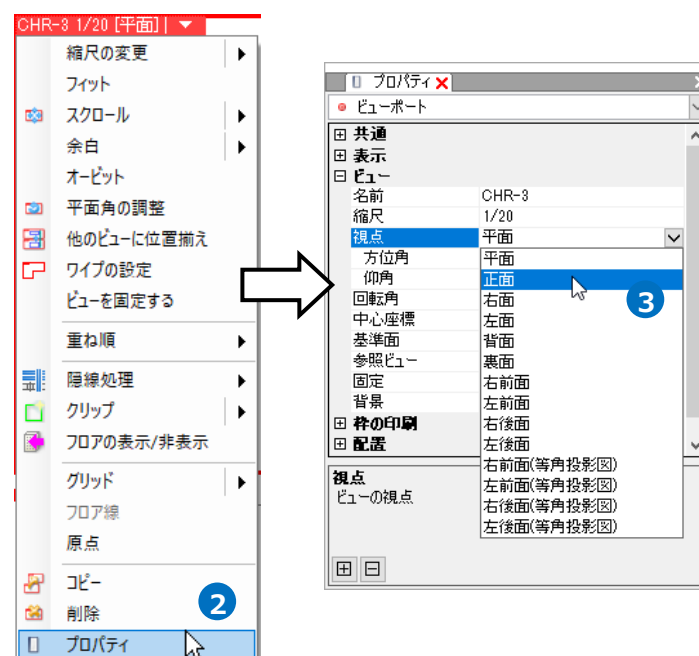 CHR-3 1/20 [平面] | ▼
縮尺の変更
フィット
スクロール
余白
オービット
平面角の調整
他のビューに位置揃え
ワイプの設定
ビューを固定する
重ね順
隠線処理
クリップ
フロアの表示/非表示
グリッド
フロア線
原点
コピー
削除
2
プロパティ
プロパティ
ビューポート
共通
表示
ビュー
名前 CHR-3
縮尺 1/20
視点 平面
方位角
仰角
回転角
中心座標
基準面
参照ビュー
固定
背景
枠の印刷
配置
平面
正面
右面
左面
背面
裏面
右前面
左前面
右後面
左後面
右前面(等角投影図)
左前面(等角投影図)
右後面(等角投影図)
左後面(等角投影図)
3
視点
ビューの視点